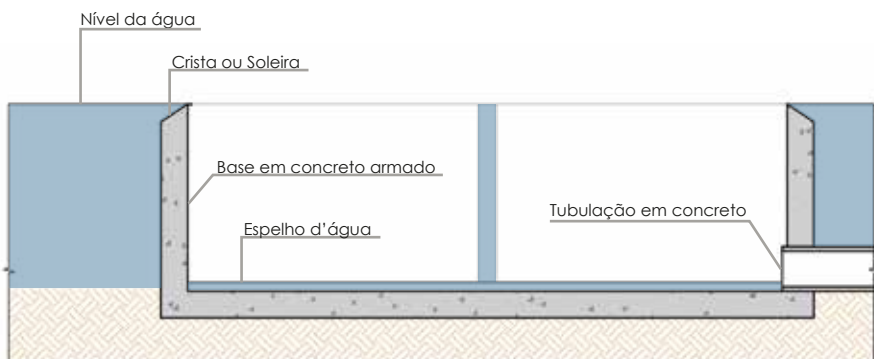 Nível da água
Crista ou Soleira
Base em concreto armado
Tubulação em concreto
Espelho d'água